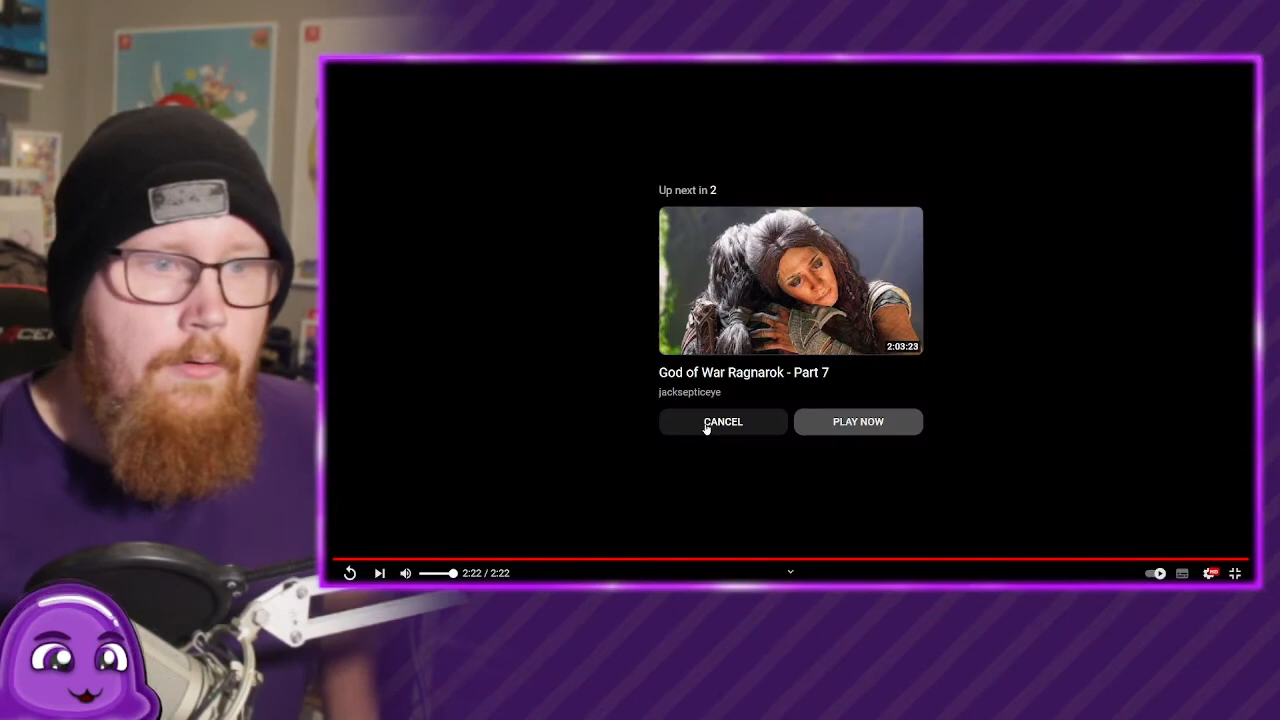 Up next in 2
2:03:23
God of War Ragnarok - Part 7
jacksepticeye
CANCEL
PLAY NOW
2:22 / 2:22
HD